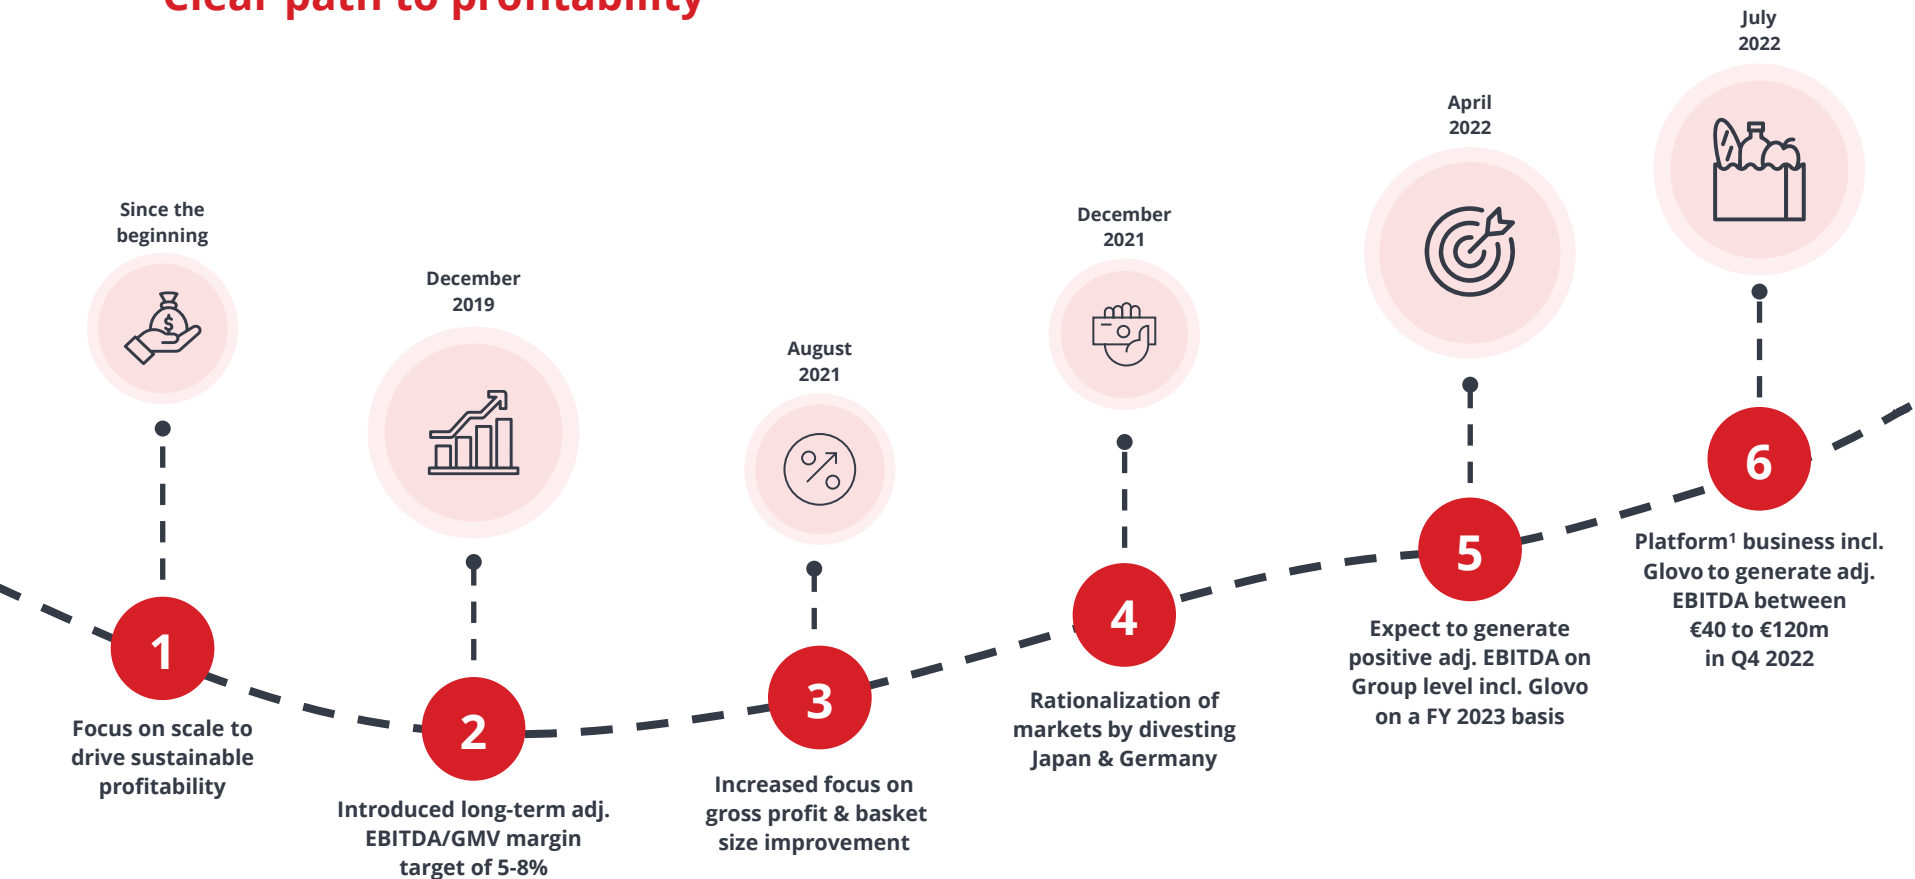 Clear path to profitability
Since the
beginning
1
Focus on scale to
drive sustainable
profitability
December
2019
2
Introduced long-term adj.
EBITDA/GMV margin
target of 5-8%
August
2021
3
Increased focus on
gross profit & basket
size improvement
December
2021
4
Rationalization of
markets by divesting
Japan & Germany
April
2022
5
Expect to generate
positive adj. EBITDA on
Group level incl. Glovo
on a FY 2023 basis
July
2022
6
Platform¹ business incl.
Glovo to generate adj.
EBITDA between
€40 to €120m
in Q4 2022